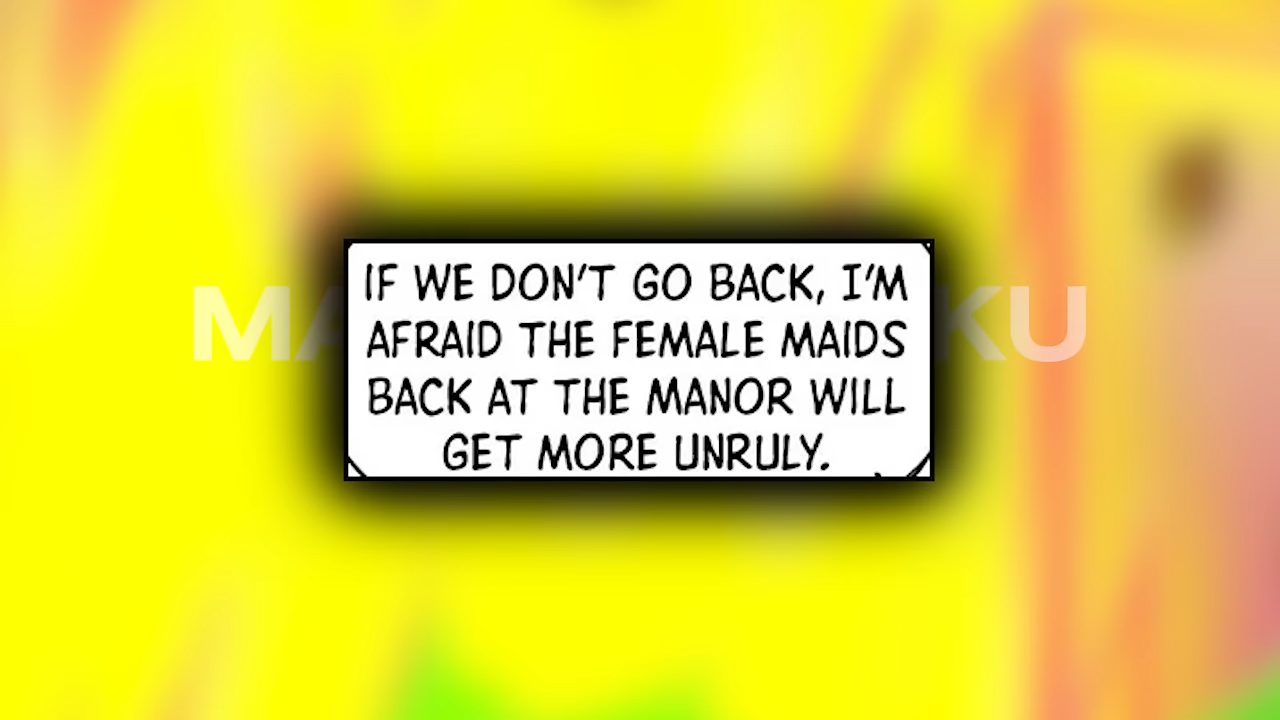 IF WE DON'T GO BACK, I'M
AFRAID THE FEMALE MAIDS
BACK AT THE MANOR WILL
GET MORE UNRULY.